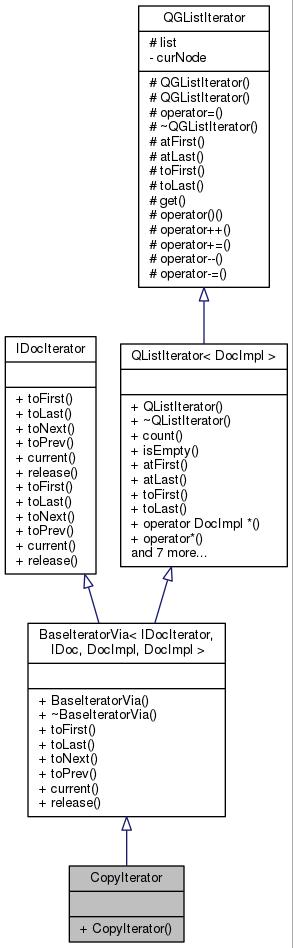 QGListIterator
# list
- curNode
# QGListIterator()
# QGListIterator()
# operator=()
# ~QGListIterator()
# atFirst()
# atLast()
# toFirst()
# toLast()
# get()
# operator()()
# operator++()
# operator+=()
# operator--()
# operator-=()
IDocIterator
+ toFirst()
+ toLast()
+ toNext()
+ toPrev()
+ current()
+ release()
+ toFirst()
+ toLast()
+ toNext()
+ toPrev()
+ current()
+ release()
QListIterator< DocImpl >
+ QListIterator()
+ ~QListIterator()
+ count()
+ isEmpty()
+ atFirst()
+ atLast()
+ toFirst()
+ toLast()
+ operator DocImpl *()
+ operator*()
and 7 more...
BaseIteratorVia< IDocIterator,
IDoc, DocImpl, DocImpl >
+ BaseIteratorVia()
+ ~BaseIteratorVia()
+ toFirst()
+ toLast()
+ toNext()
+ toPrev()
+ current()
+ release()
CopyIterator
+ CopyIterator()